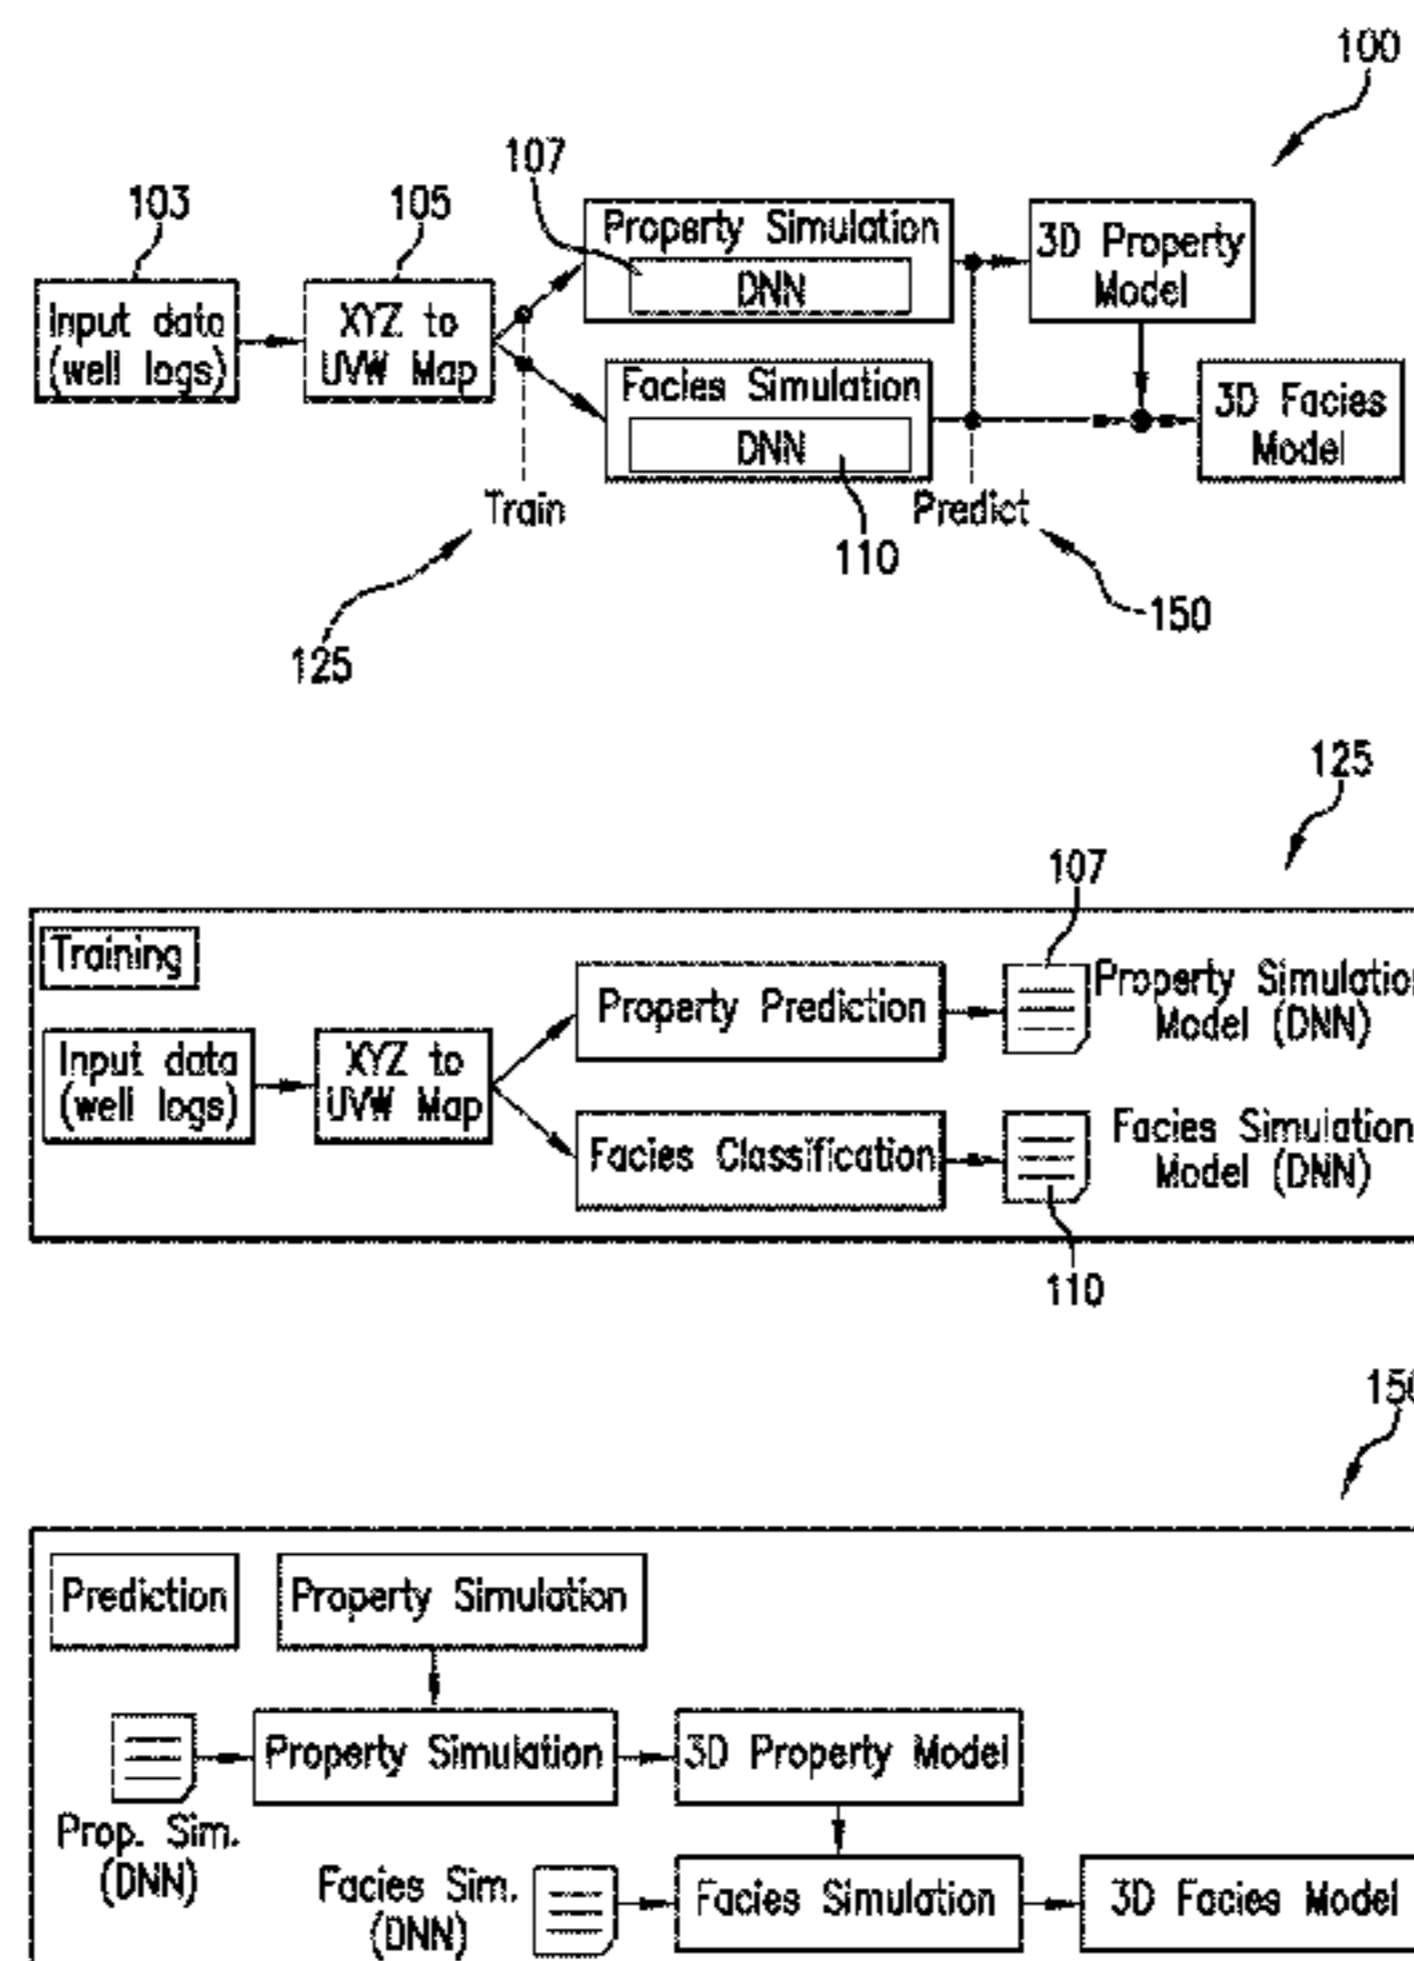 100
107
103
105
Property Simulation
DNN
3D Property
Model
Input data
(well logs)
XYZ to
UVW Map
Facies Simulation
DNN
3D Facies
Model
Train
Predict
110
150
125
125
107
Training
Property Prediction
Property Simulation
Model (DNN)
Input data
(well logs)
XYZ to
UVW Map
Facies Classification
Facies Simulation
Model (DNN)
110
150
Prediction
Property Simulation
Property Simulation
3D Property Model
Prop. Sim.
(DNN)
Facies Sim.
(DNN)
Facies Simulation
3D Facies Model